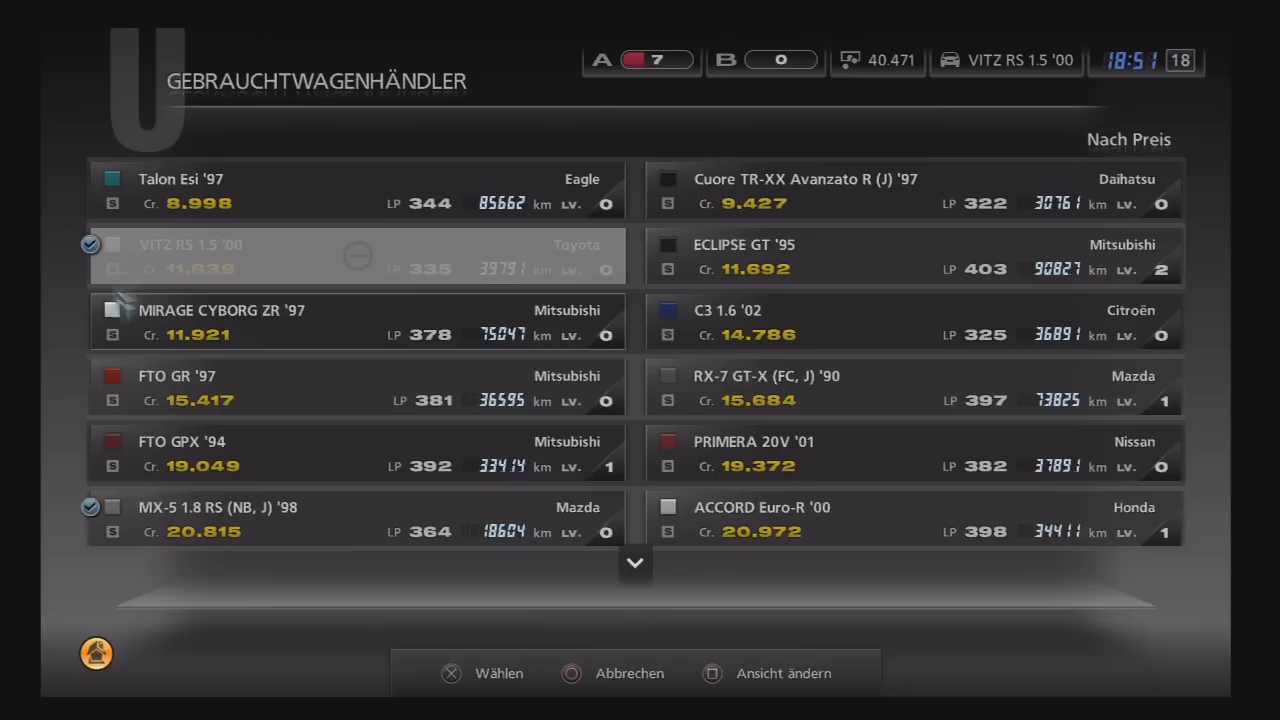 U
GEBRAUCHTWAGENHÄNDLER
A 7 B 0 40.471 VITZ RS 1.5 '00 18:51 18
Nach Preis
Talon Esi '97 Eagle
S Cr. 8.998 LP 344 85662 km LV. 0
Cuore TR-XX Avanzato R (J) '97 Daihatsu
S Cr. 9.427 LP 322 30761 km LV. 0
VITZ RS 1.5 '00 Toyota
S Cr. 11.639 LP 335 39791 km LV. 0
ECLIPSE GT '95 Mitsubishi
S Cr. 11.692 LP 403 90827 km LV. 2
MIRAGE CYBORG ZR '97 Mitsubishi
S Cr. 11.921 LP 378 75047 km LV. 0
C3 1.6 '02 Citroën
S Cr. 14.786 LP 325 36891 km LV. 0
FTO GR '97 Mitsubishi
S Cr. 15.417 LP 381 36595 km LV. 0
RX-7 GT-X (FC, J) '90 Mazda
S Cr. 15.684 LP 397 73825 km LV. 1
FTO GPX '94 Mitsubishi
S Cr. 19.049 LP 392 33414 km LV. 1
PRIMERA 20V '01 Nissan
S Cr. 19.372 LP 382 37891 km LV. 0
MX-5 1.8 RS (NB, J) '98 Mazda
S Cr. 20.815 LP 364 18604 km LV. 0
ACCORD Euro-R '00 Honda
S Cr. 20.972 LP 398 34411 km LV. 1
Wählen Abbrechen Ansicht ändern